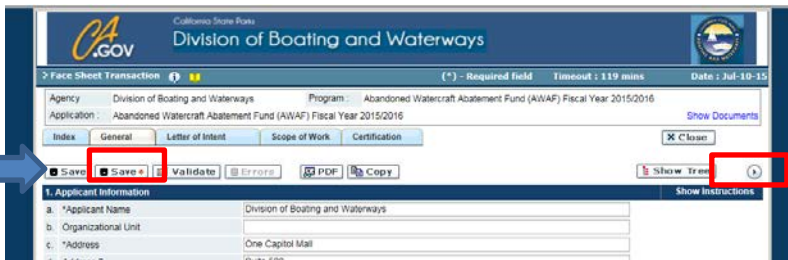 CA.GOV
California State Parks
Division of Boating and Waterways
> Face Sheet Transaction (*) - Required field Timeout : 119 mins Date : Jul-10-15
Agency Division of Boating and Waterways Program : Abandoned Watercraft Abatement Fund (AWAF) Fiscal Year 2015/2016
Application : Abandoned Watercraft Abatement Fund (AWAF) Fiscal Year 2015/2016 Show Documents
Index General Letter of Intent Scope of Work Certification X Close
Save Save+ Validate Errors PDF Copy Show Tree
1. Applicant Information Show Instructions
a. *Applicant Name Division of Boating and Waterways
b. Organizational Unit
c. *Address One Capitol Mall